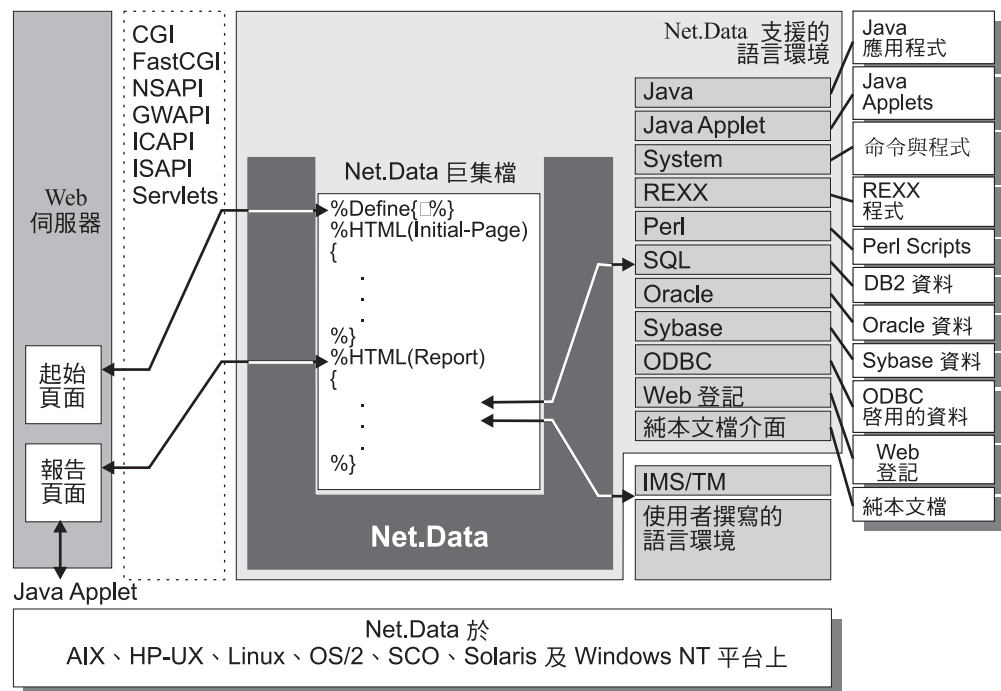 Web
伺服器
起始
頁面
報告
頁面
Java Applet
CGI
FastCGI
NSAPI
GWAPI
ICAPI
ISAPI
Servlets
Net.Data 巨集檔
%Define{□%}
%HTML(Initial-Page)
{
.
.
.
%}
%HTML(Report)
{
.
.
.
%}
Net.Data
Net.Data 支援的
語言環境
Java
Java Applet
System
REXX
Perl
SQL
Oracle
Sybase
ODBC
Web 登記
純本文檔介面
IMS/TM
使用者撰寫的
語言環境
Java
應用程式
Java
Applets
命令與程式
REXX
程式
Perl Scripts
DB2 資料
Oracle 資料
Sybase 資料
ODBC
啓用的資料
Web
登記
純本文檔
Net.Data 於
AIX、HP-UX、Linux、OS/2、SCO、Solaris 及 Windows NT 平台上